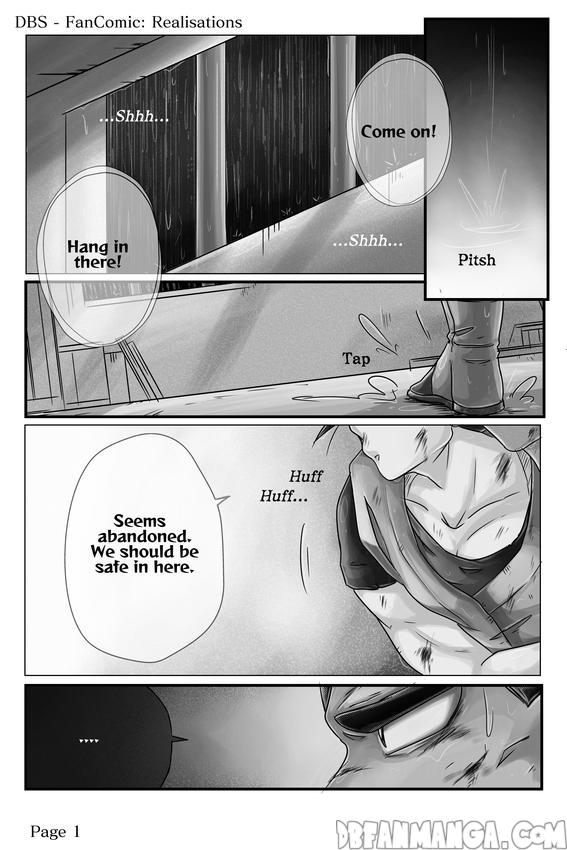 DBS - FanComic: Realisations
...Shhh...
Come on!
Hang in
there!
...Shhh...
Pitsh
Tap
Huff
Huff...
Seems
abandoned.
We should be
safe in here.
....
Page 1
DBFANMANGA.COM